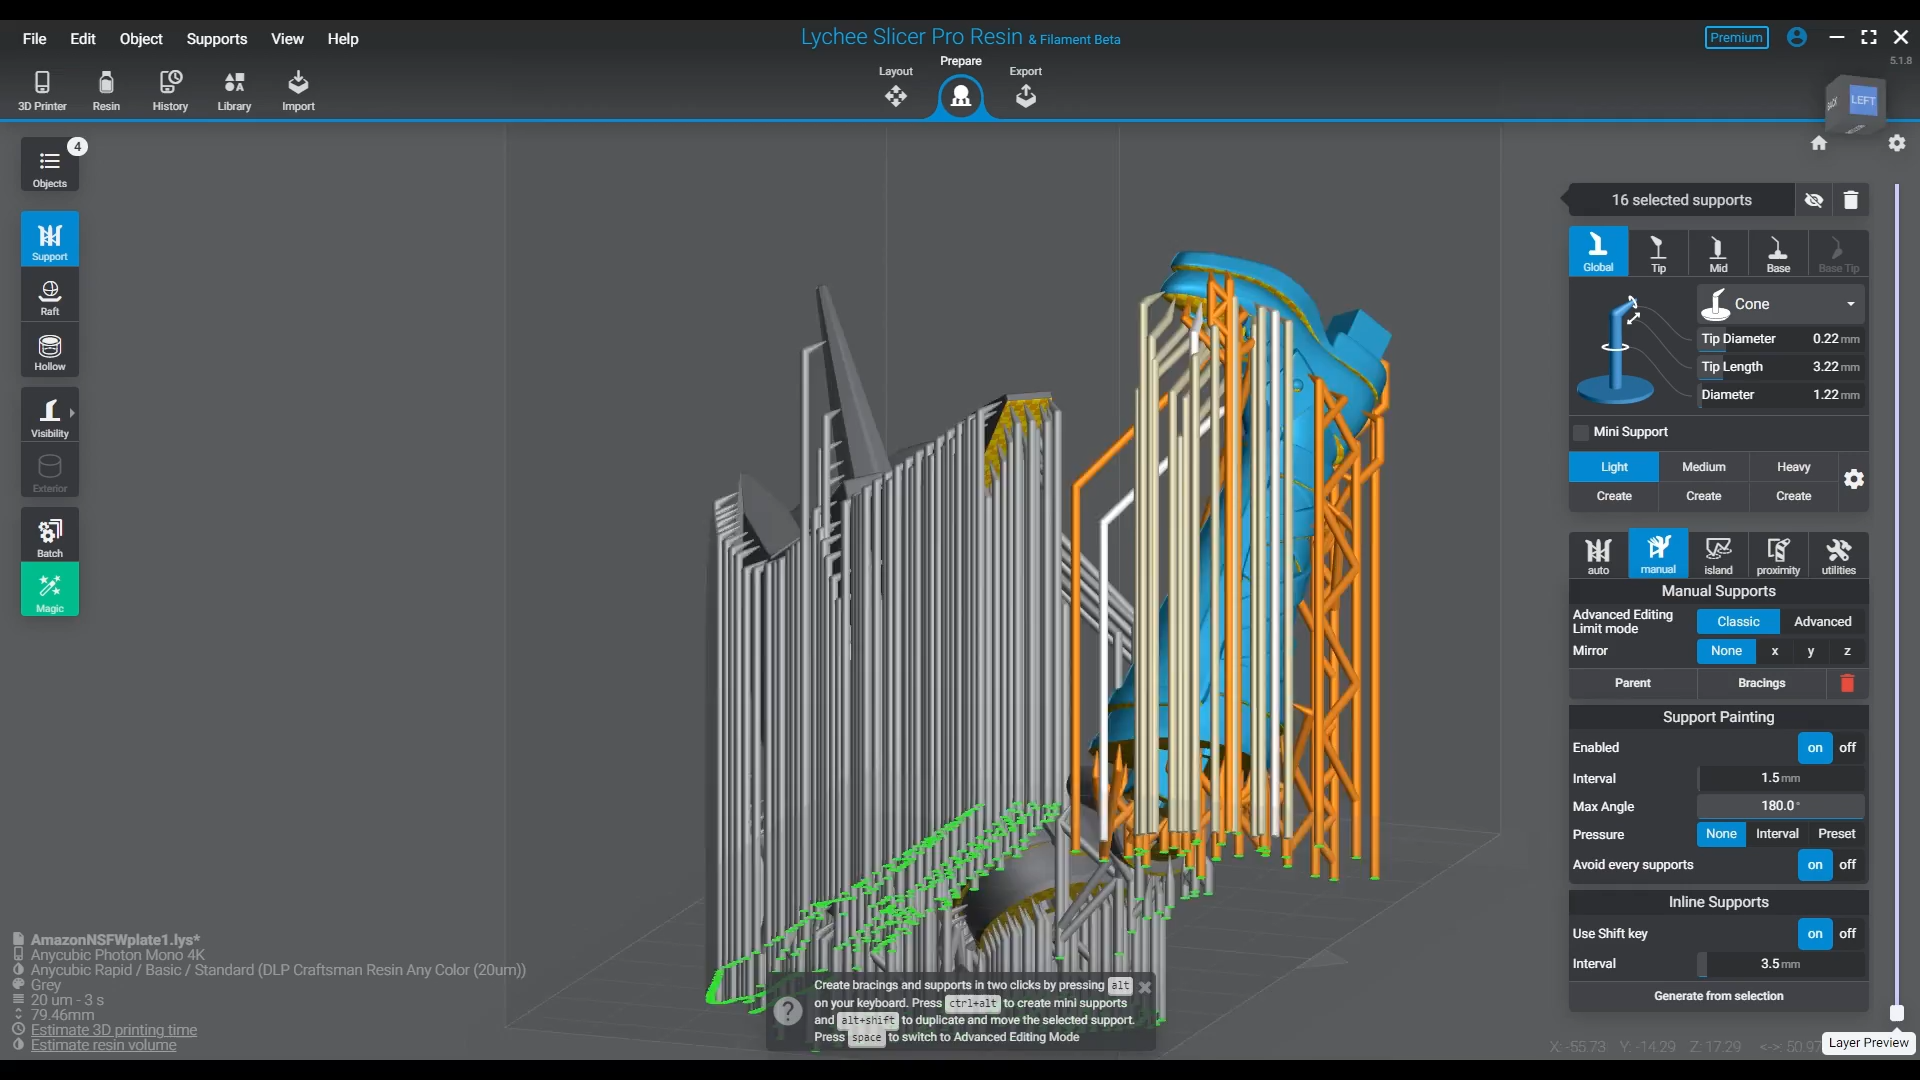 File Edit Object Supports View Help
Lychee Slicer Pro Resin & Filament Beta
Premium
5.1.8
3D Printer Resin History Library Import
Layout Prepare Export
BACK LEFT
4
Objects
Support
Raft
Hollow
Visibility
Exterior
Batch
Magic
16 selected supports
Global Tip Mid Base Base Tip
Cone
Tip Diameter 0.22 mm
Tip Length 3.22 mm
Diameter 1.22 mm
Mini Support
Light Medium Heavy
Create Create Create
auto manual island proximity utilities
Manual Supports
Advanced Editing
Limit mode
Classic Advanced
Mirror None x y z
Parent Bracings
Support Painting
Enabled on off
Interval 1.5 mm
Max Angle 180.0 °
Pressure None Interval Preset
Avoid every supports on off
Inline Supports
Use Shift key on off
Interval 3.5 mm
Generate from selection
AmazonNSFWplate1.lys*
Anycubic Photon Mono 4K
Anycubic Rapid / Basic / Standard (DLP Craftsman Resin Any Color (20um))
Grey
20 um - 3 s
79.46mm
Estimate 3D printing time
Estimate resin volume
? Create bracings and supports in two clicks by pressing alt
on your keyboard. Press ctrl+alt to create mini supports
and alt+shift to duplicate and move the selected support.
Press space to switch to Advanced Editing Mode
X: -55.73 Y: -14.29 Z: 17.29 <->: 50.97
Layer Preview